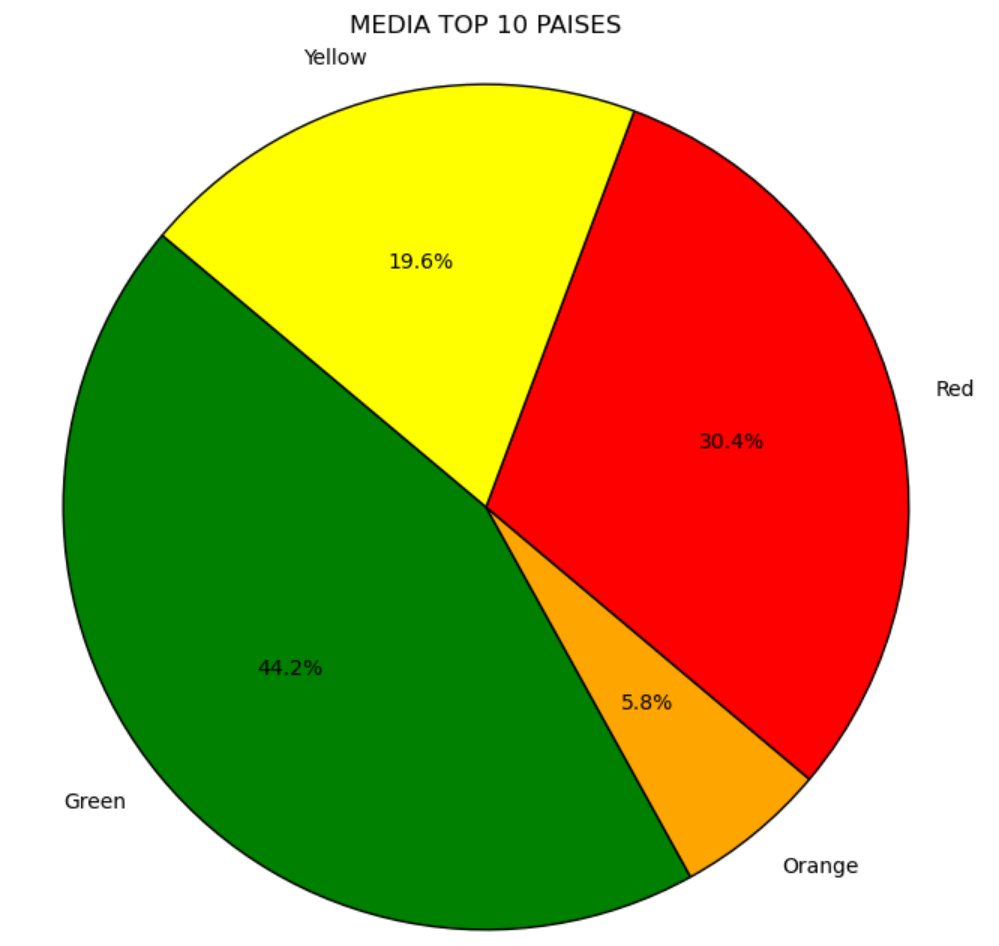 MEDIA TOP 10 PAISES
Yellow
19.6%
Red
30.4%
44.2%
5.8%
Green
Orange